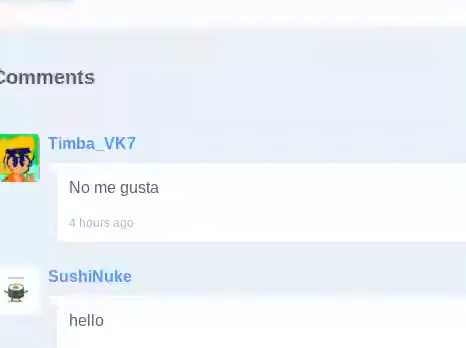 Comments
Timba_VK7
No me gusta
4 hours ago
SushiNuke
hello